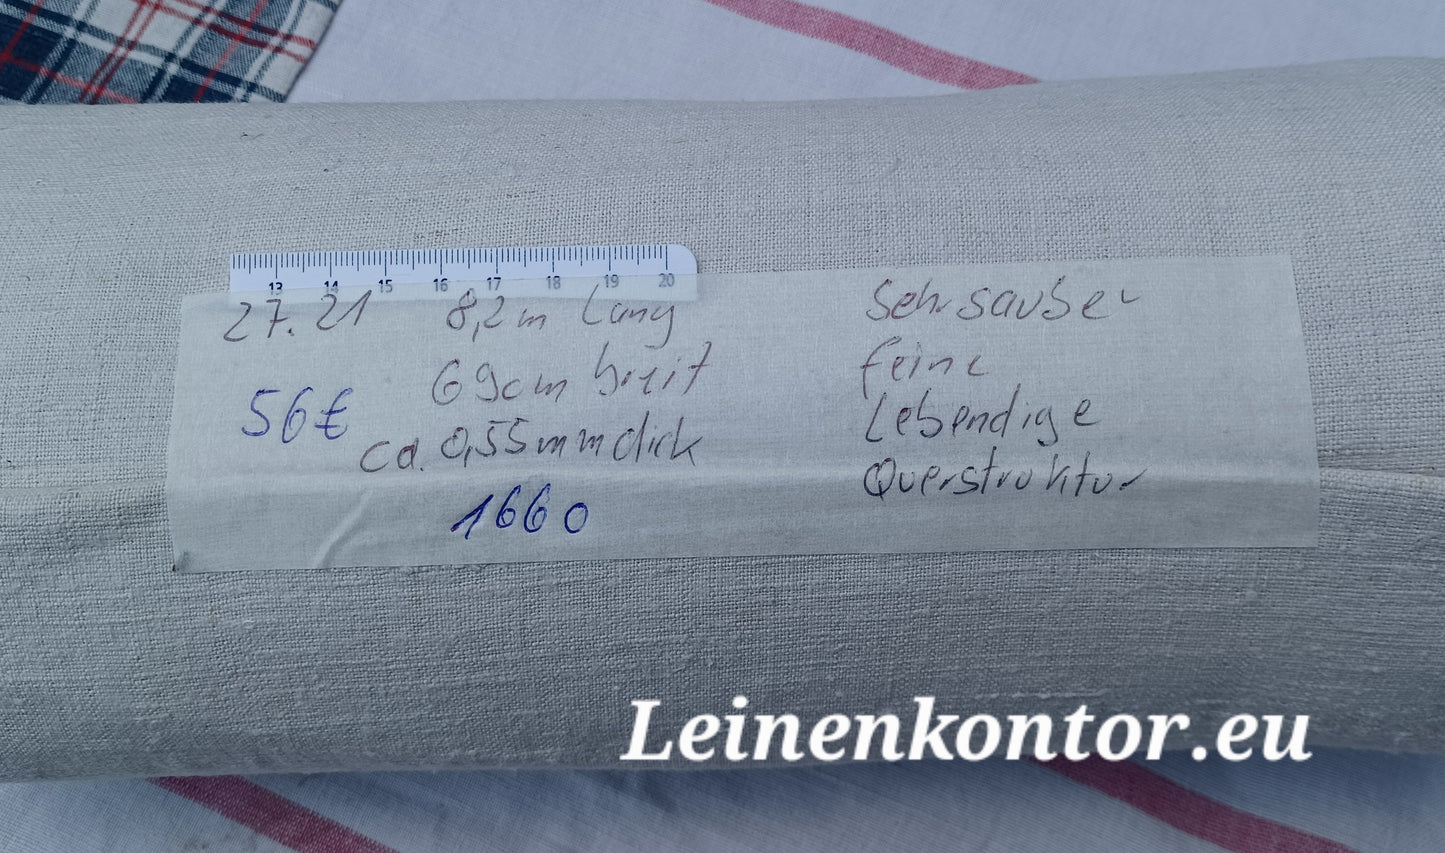 13 14 15 16 17 18 19 20
27.21 8,2m lang
69cm breit
56€
ca. 0,55mm dick
1660
Sehr sauber
feine
Lebendige
Querstruktur
Leinenkontor.eu